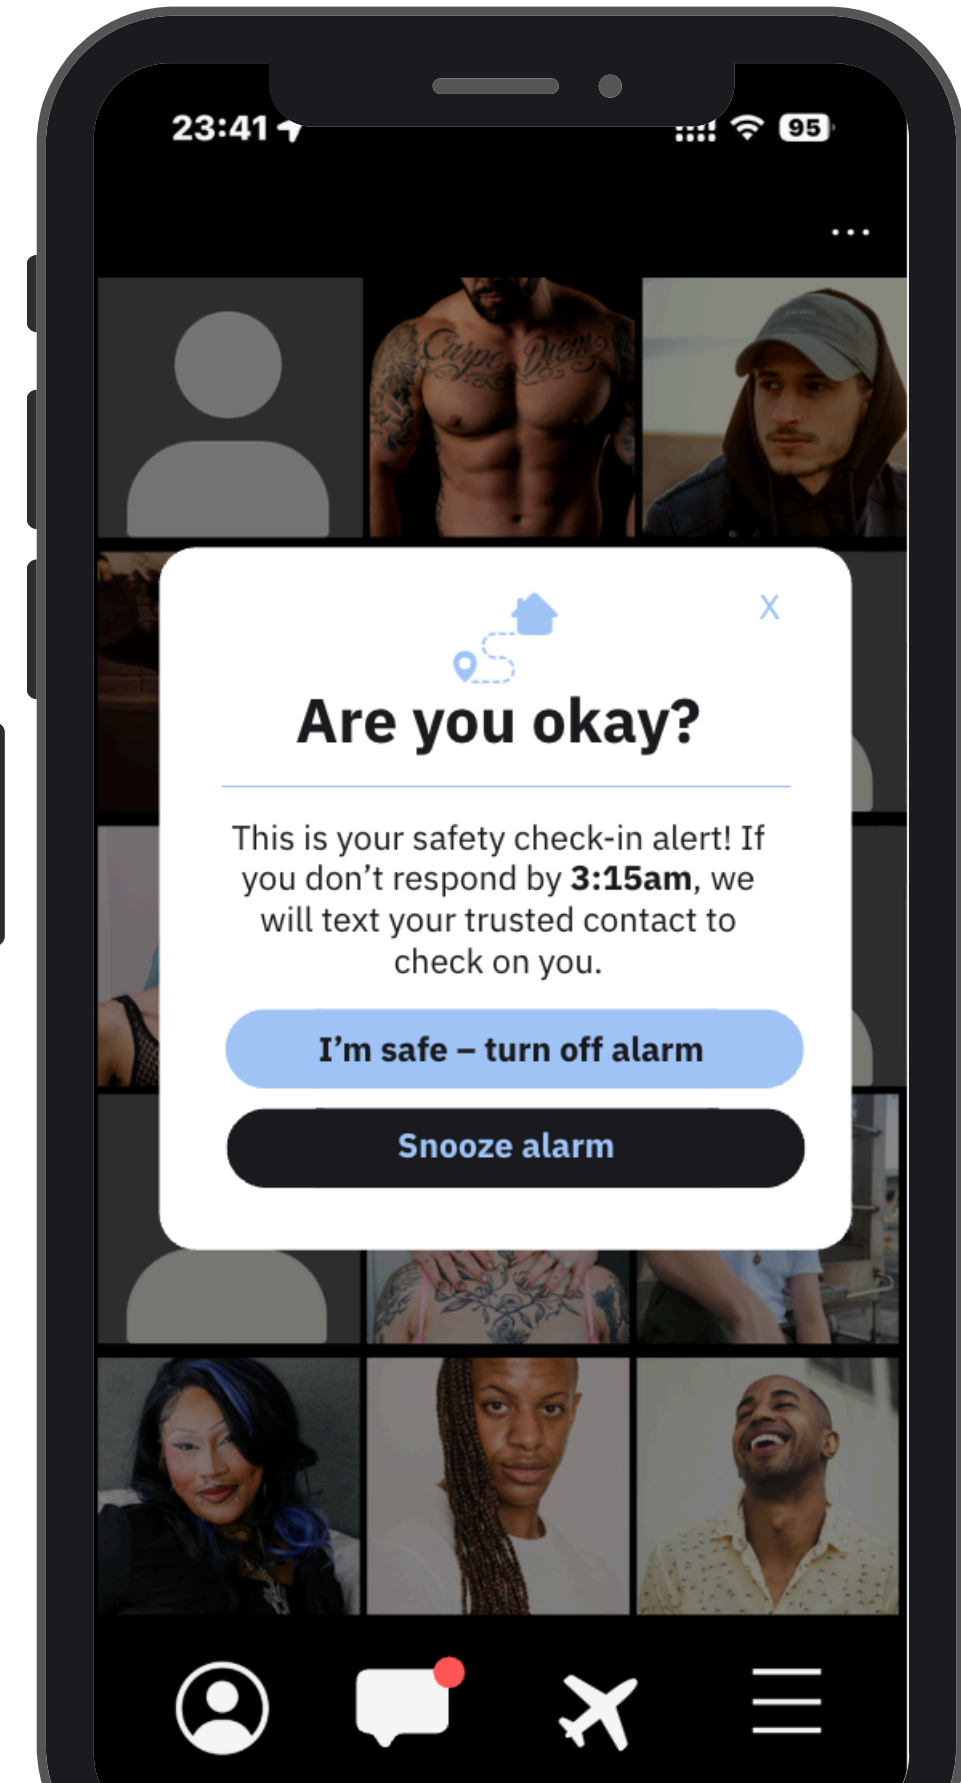 23:41
95
...
Carpe Diem
X
Are you okay?
This is your safety check-in alert! If
you don’t respond by 3:15am, we
will text your trusted contact to
check on you.
I’m safe – turn off alarm
Snooze alarm